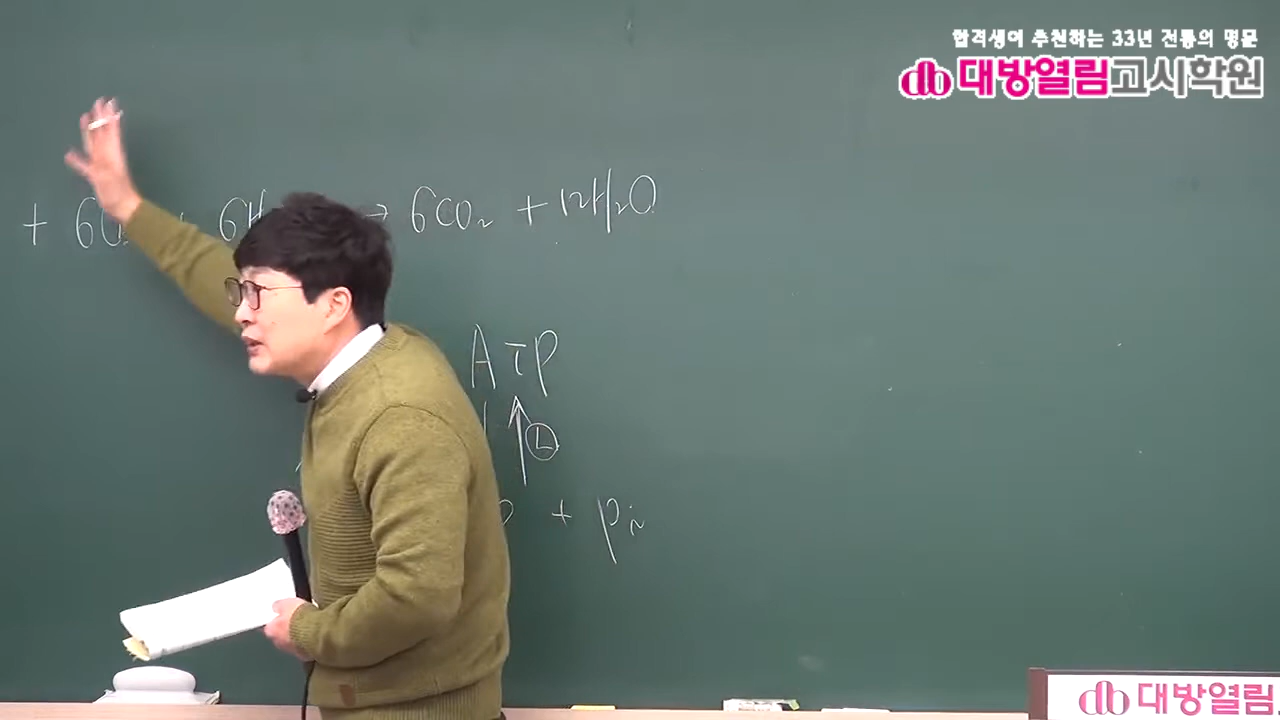 합격생이 추천하는 33년 전통의 명문
대방열림고시학원
+ 6O₂ + 6H → 6CO₂ + 12H₂O
ATP
L
P + Pi
대방열림